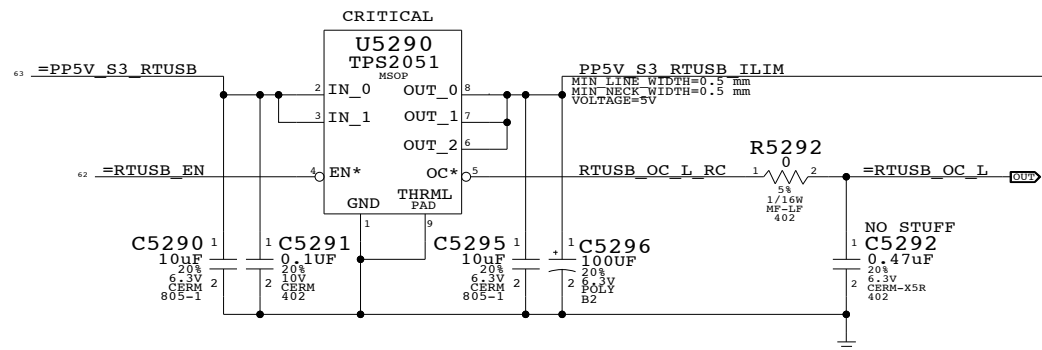 CRITICAL
U5290
TPS2051
MSOP
63 =PP5V_S3_RTUSB
PP5V_S3_RTUSB_ILIM
MIN_LINE_WIDTH=0.5 mm
MIN_NECK_WIDTH=0.5 mm
VOLTAGE=5V
2 IN_0 OUT_0 8
3 IN_1 OUT_1 7
OUT_2 6
62 =RTUSB_EN 4 EN* OC* 5 RTUSB_OC_L_RC
R5292
0
1 2
5%
1/16W
MF-LF
402
=RTUSB_OC_L OUT
THRML
GND PAD
1 9
C5290
10uF
20%
6.3V
CERM
805-1
1
2
C5291
0.1UF
20%
10V
CERM
402
1
2
C5295
10uF
20%
6.3V
CERM
805-1
1
2
C5296
100UF
20%
6.3V
POLY
B2
+ 1
2
NO STUFF
C5292
0.47uF
20%
6.3V
CERM-X5R
402
1
2